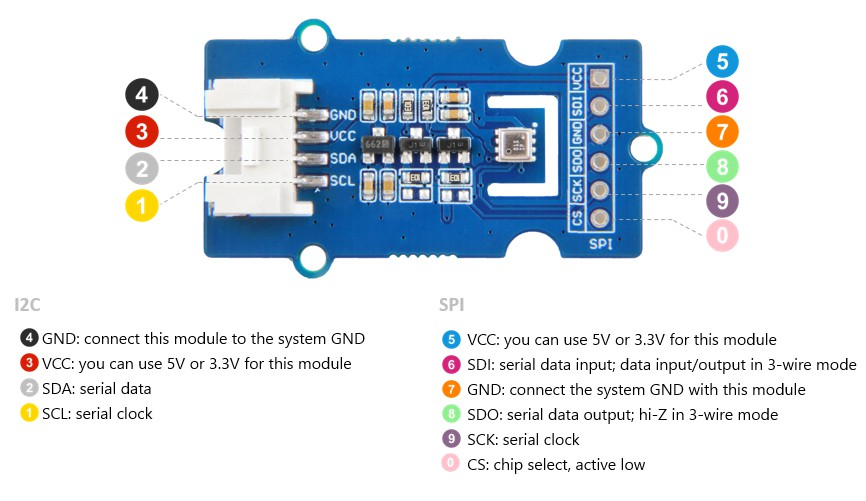 5
4
6
3
7
2
8
1
9
0
GND
VCC
SDA
SCL
662
J1
J1
VCC
SDI
GND
SDO
SCK
CS
SPI
I2C
4 GND: connect this module to the system GND
3 VCC: you can use 5V or 3.3V for this module
2 SDA: serial data
1 SCL: serial clock
SPI
5 VCC: you can use 5V or 3.3V for this module
6 SDI: serial data input; data input/output in 3-wire mode
7 GND: connect the system GND with this module
8 SDO: serial data output; hi-Z in 3-wire mode
9 SCK: serial clock
0 CS: chip select, active low